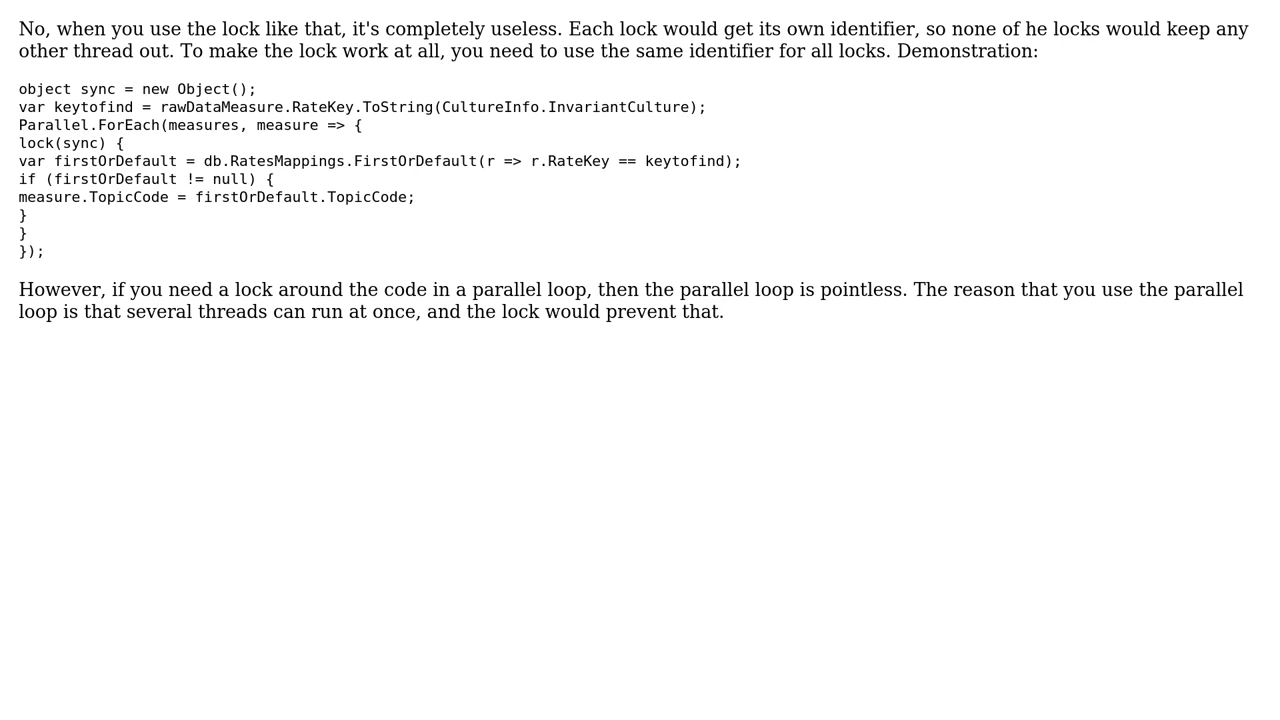 No, when you use the lock like that, it's completely useless. Each lock would get its own identifier, so none of he locks would keep any
other thread out. To make the lock work at all, you need to use the same identifier for all locks. Demonstration:
object sync = new Object();
var keytofind = rawDataMeasure.RateKey.ToString(CultureInfo.InvariantCulture);
Parallel.ForEach(measures, measure => {
lock(sync) {
var firstOrDefault = db.RatesMappings.FirstOrDefault(r => r.RateKey == keytofind);
if (firstOrDefault != null) {
measure.TopicCode = firstOrDefault.TopicCode;
}
}
});
However, if you need a lock around the code in a parallel loop, then the parallel loop is pointless. The reason that you use the parallel
loop is that several threads can run at once, and the lock would prevent that.